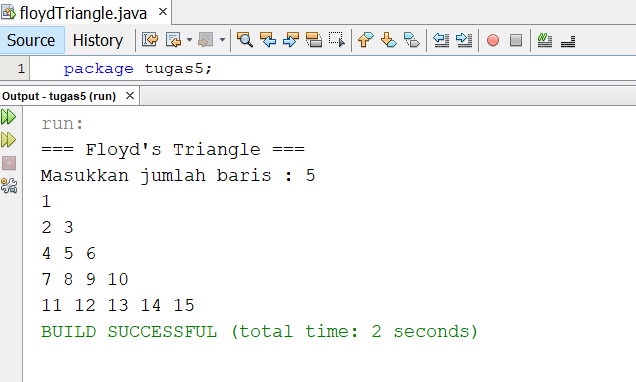 floydTriangle.java
Source History
1 package tugas5;
Output - tugas5 (run)
run:
=== Floyd's Triangle ===
Masukkan jumlah baris : 5
1
2 3
4 5 6
7 8 9 10
11 12 13 14 15
BUILD SUCCESSFUL (total time: 2 seconds)